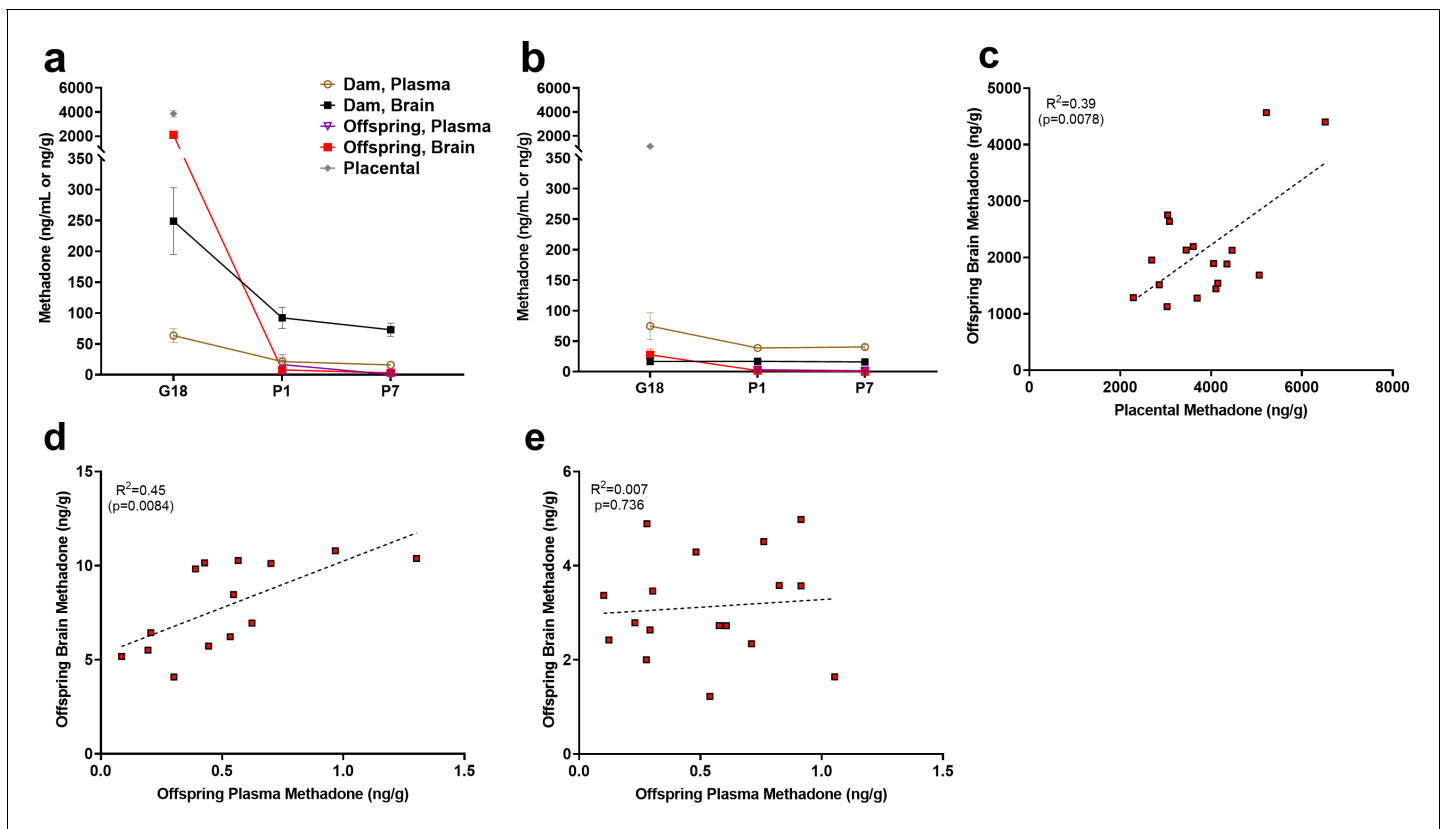 a
6000
4000
2000
350
300
250
200
150
100
50
0
Methadone (ng/mL or ng/g)
G18 P1 P7
Dam, Plasma
Dam, Brain
Offspring, Plasma
Offspring, Brain
Placental
b
6000
4000
2000
350
300
250
200
150
100
50
0
Methadone (ng/mL or ng/g)
G18 P1 P7
c
R²=0.39
(p=0.0078)
5000
4000
3000
2000
1000
0
Offspring Brain Methadone (ng/g)
0 2000 4000 6000 8000
Placental Methadone (ng/g)
d
R²=0.45
(p=0.0084)
15
10
5
0
Offspring Brain Methadone (ng/g)
0.0 0.5 1.0 1.5
Offspring Plasma Methadone (ng/g)
e
R²=0.007
p=0.736
6
4
2
0
Offspring Brain Methadone (ng/g)
0.0 0.5 1.0 1.5
Offspring Plasma Methadone (ng/g)